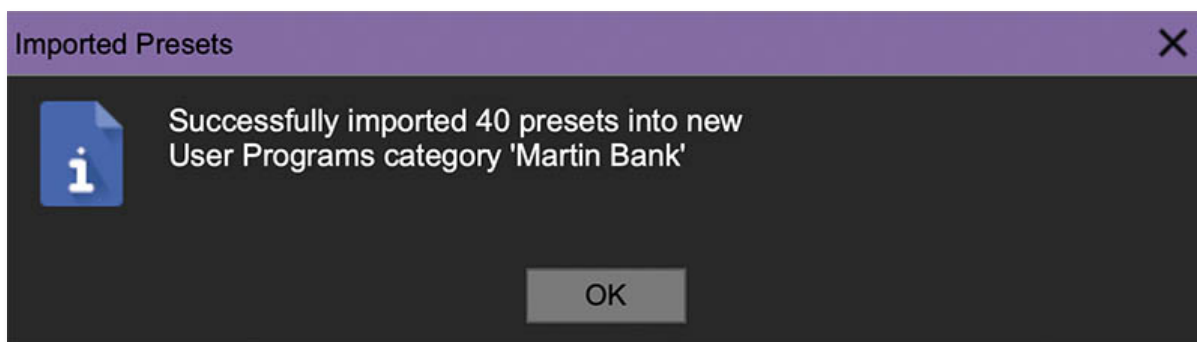 Imported Presets
Successfully imported 40 presets into new
User Programs category 'Martin Bank'
OK